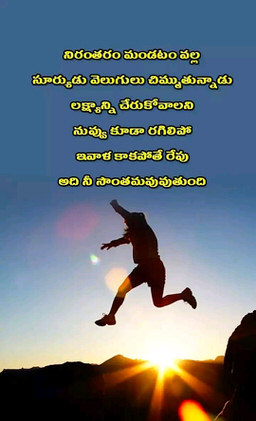 నిరంతరం మండటం వల్ల
సూర్యుడు వెలుగులు చిమ్ముతున్నాడు
లక్ష్యాన్ని చేరుకోవాలని
నువ్వు కూడా రగిలిపో
ఇవాళ కాకపోతే రేపు
అది నీ సొంతమవువుతుంది